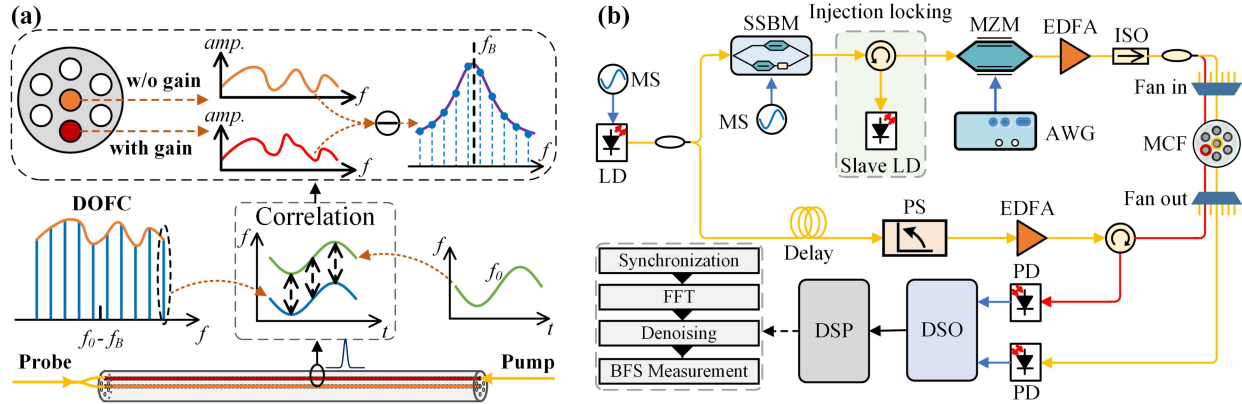 (a)
w/o gain
with gain
amp.
f
amp.
f
f_B
f
DOFC
f_0 - f_B
f
Correlation
f
t
f
f_0
t
Probe
Pump
(b)
SSBM
Injection locking
MZM
EDFA
ISO
MS
MS
LD
Slave LD
AWG
Fan in
MCF
Fan out
Delay
PS
EDFA
PD
PD
DSO
DSP
Synchronization
FFT
Denoising
BFS Measurement